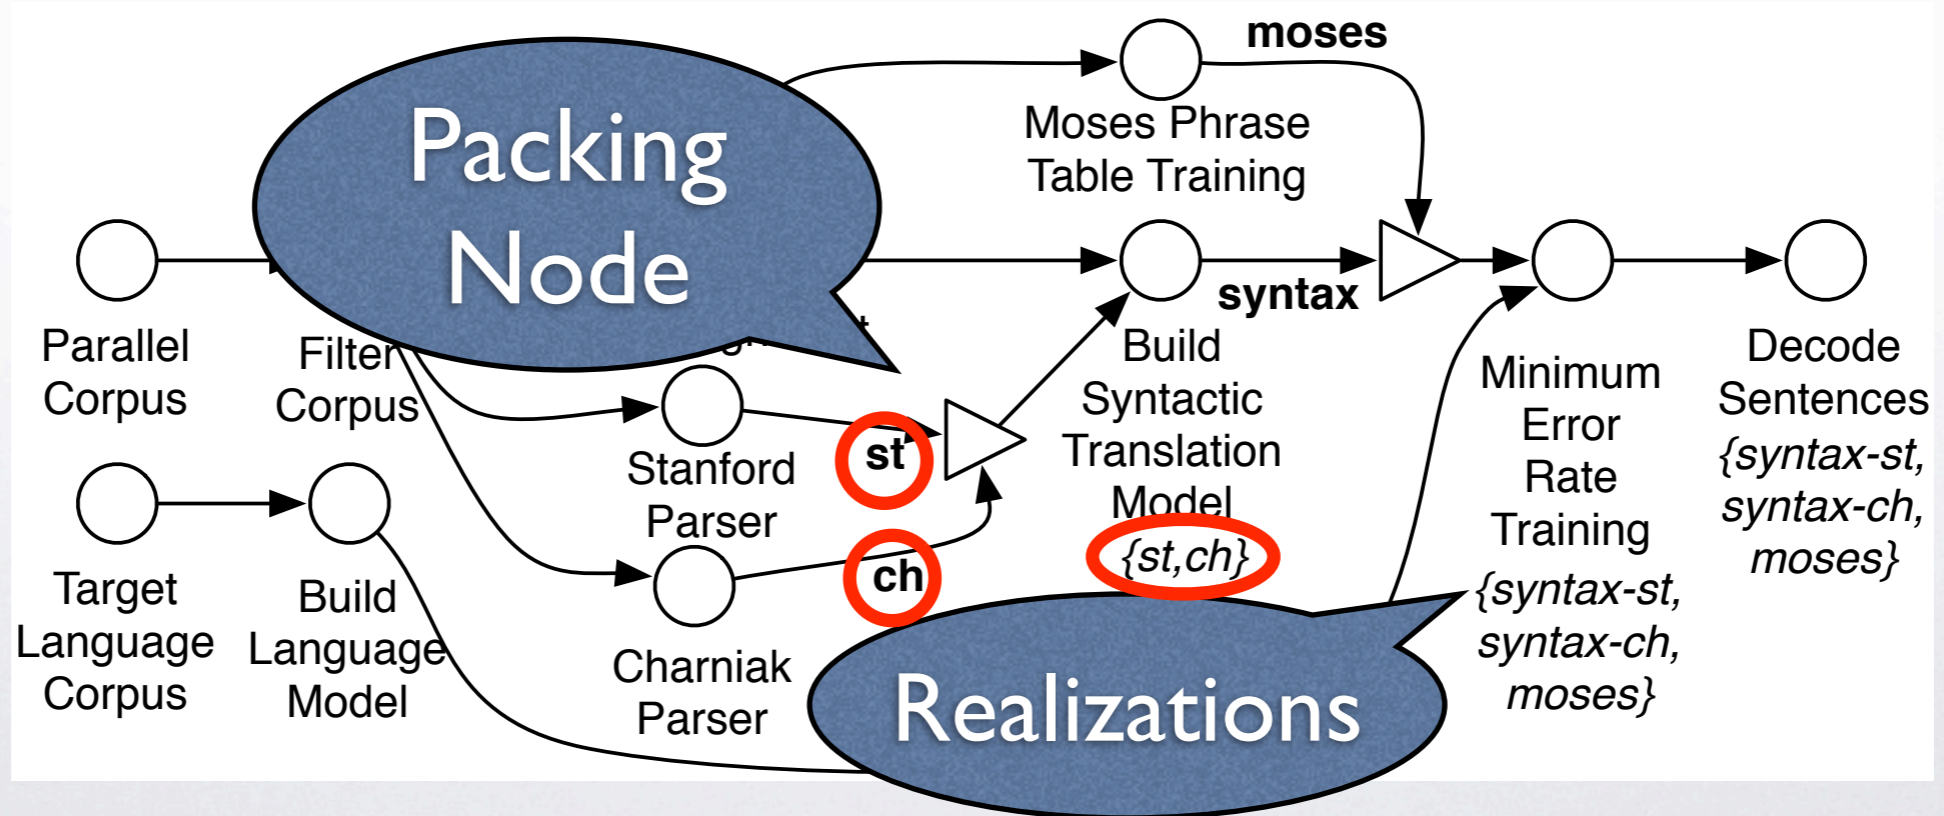 moses
Packing
Node
Moses Phrase
Table Training
syntax
Parallel
Corpus
Filter
Corpus
Stanford
Parser
st
Build
Syntactic
Translation
Model
{st,ch}
Minimum
Error
Rate
Training
{syntax-st,
syntax-ch,
moses}
Decode
Sentences
{syntax-st,
syntax-ch,
moses}
Target
Language
Corpus
Build
Language
Model
ch
Charniak
Parser
Realizations